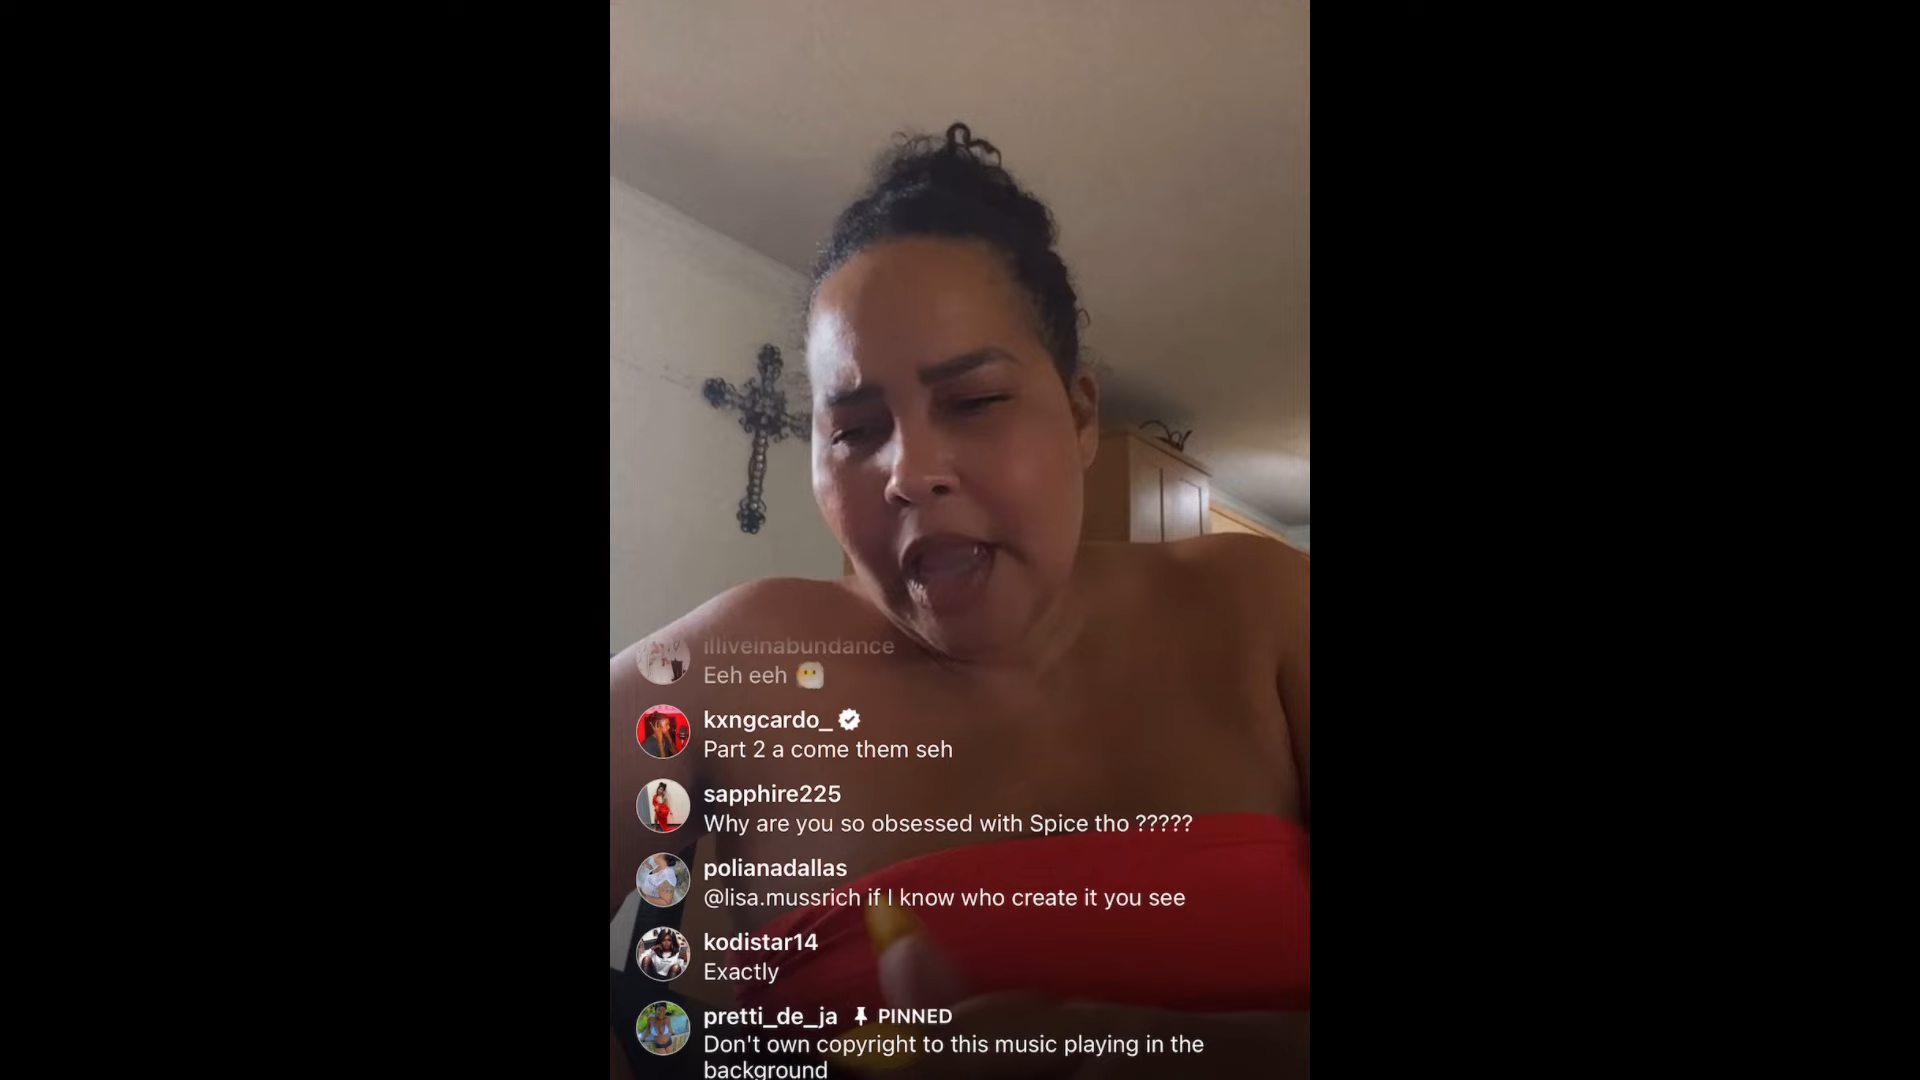 illiveinabundance
Eeh eeh 😶
kxngcardo_
Part 2 a come them seh
sapphire225
Why are you so obsessed with Spice tho ?????
polianadallas
@lisa.mussrich if I know who create it you see
kodistar14
Exactly
pretti_de_ja PINNED
Don't own copyright to this music playing in the
background